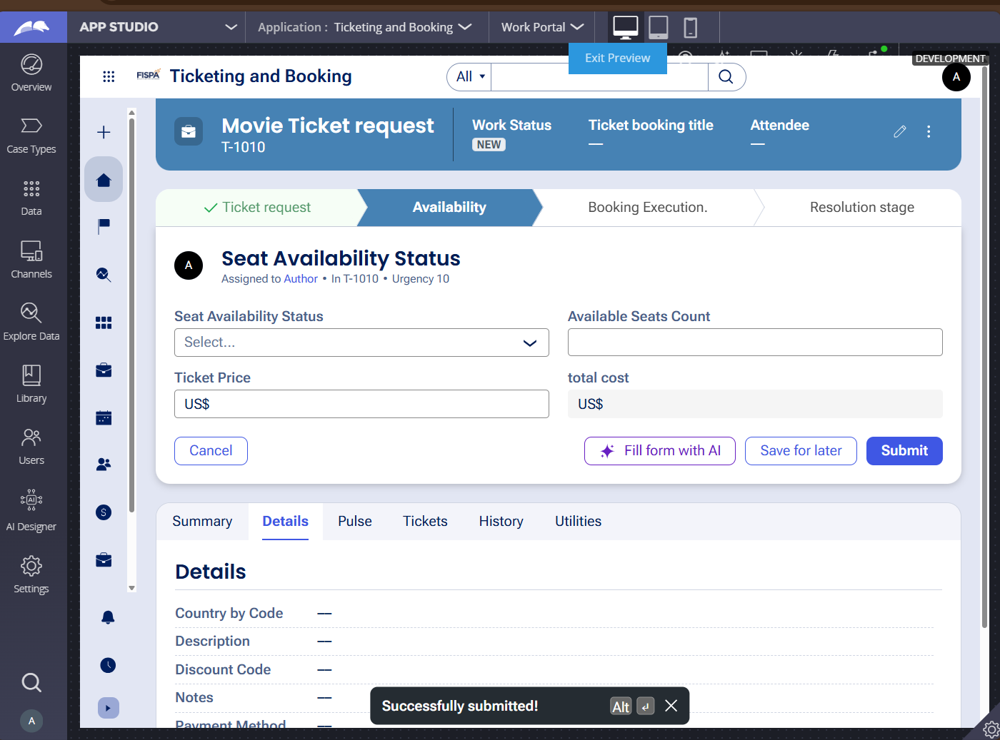 APP STUDIO
Application : Ticketing and Booking
Work Portal
Exit Preview
DEVELOPMENT
Overview
Case Types
Data
Channels
Explore Data
Library
Users
AI
AI Designer
Settings
A
FISPA
Ticketing and Booking
All
A
Movie Ticket request
T-1010
Work Status
NEW
Ticket booking title
—
Attendee
—
Ticket request
Availability
Booking Execution.
Resolution stage
A
Seat Availability Status
Assigned to Author • In T-1010 • Urgency 10
Seat Availability Status
Select...
Available Seats Count
Ticket Price
US$
total cost
US$
Cancel
Fill form with AI
Save for later
Submit
S
Summary
Details
Pulse
Tickets
History
Utilities
Details
Country by Code —
Description —
Discount Code —
Notes —
Payment Method —
Successfully submitted!
Alt